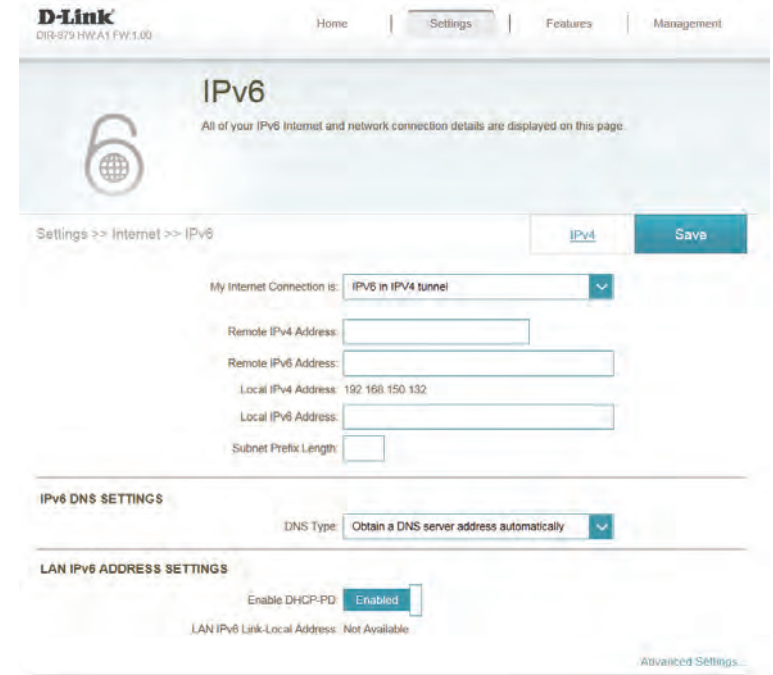 D-Link
DIR-879 HW:A1 FW:1.00
Home | Settings | Features | Management
IPv6
All of your IPv6 Internet and network connection details are displayed on this page.
Settings >> Internet >> IPv6
IPv4
Save
My Internet Connection is: IPV6 in IPV4 tunnel
Remote IPv4 Address:
Remote IPv6 Address:
Local IPv4 Address: 192.168.150.132
Local IPv6 Address:
Subnet Prefix Length:
IPv6 DNS SETTINGS
DNS Type: Obtain a DNS server address automatically
LAN IPv6 ADDRESS SETTINGS
Enable DHCP-PD: Enabled
LAN IPv6 Link-Local Address: Not Available
Advanced Settings...